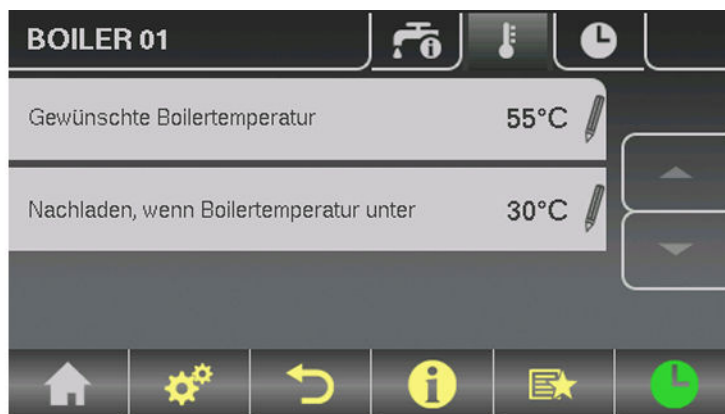 BOILER 01
Gewünschte Boilertemperatur 55°C
Nachladen, wenn Boilertemperatur unter 30°C